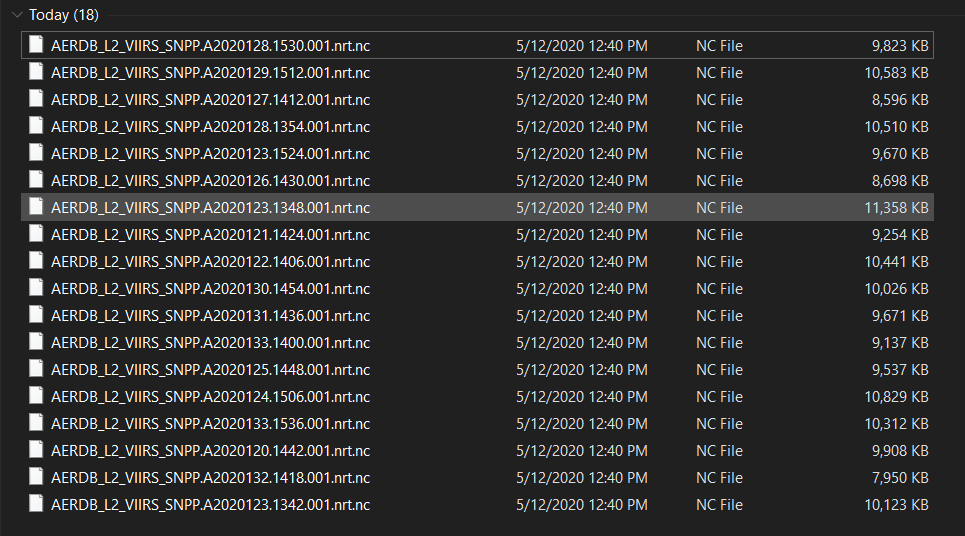 Today (18)
AERDB_L2_VIIRS_SNPP.A2020128.1530.001.nrt.nc 5/12/2020 12:40 PM NC File 9,823 KB
AERDB_L2_VIIRS_SNPP.A2020129.1512.001.nrt.nc 5/12/2020 12:40 PM NC File 10,583 KB
AERDB_L2_VIIRS_SNPP.A2020127.1412.001.nrt.nc 5/12/2020 12:40 PM NC File 8,596 KB
AERDB_L2_VIIRS_SNPP.A2020128.1354.001.nrt.nc 5/12/2020 12:40 PM NC File 10,510 KB
AERDB_L2_VIIRS_SNPP.A2020123.1524.001.nrt.nc 5/12/2020 12:40 PM NC File 9,670 KB
AERDB_L2_VIIRS_SNPP.A2020126.1430.001.nrt.nc 5/12/2020 12:40 PM NC File 8,698 KB
AERDB_L2_VIIRS_SNPP.A2020123.1348.001.nrt.nc 5/12/2020 12:40 PM NC File 11,358 KB
AERDB_L2_VIIRS_SNPP.A2020121.1424.001.nrt.nc 5/12/2020 12:40 PM NC File 9,254 KB
AERDB_L2_VIIRS_SNPP.A2020122.1406.001.nrt.nc 5/12/2020 12:40 PM NC File 10,441 KB
AERDB_L2_VIIRS_SNPP.A2020130.1454.001.nrt.nc 5/12/2020 12:40 PM NC File 10,026 KB
AERDB_L2_VIIRS_SNPP.A2020131.1436.001.nrt.nc 5/12/2020 12:40 PM NC File 9,671 KB
AERDB_L2_VIIRS_SNPP.A2020133.1400.001.nrt.nc 5/12/2020 12:40 PM NC File 9,137 KB
AERDB_L2_VIIRS_SNPP.A2020125.1448.001.nrt.nc 5/12/2020 12:40 PM NC File 9,537 KB
AERDB_L2_VIIRS_SNPP.A2020124.1506.001.nrt.nc 5/12/2020 12:40 PM NC File 10,829 KB
AERDB_L2_VIIRS_SNPP.A2020133.1536.001.nrt.nc 5/12/2020 12:40 PM NC File 10,312 KB
AERDB_L2_VIIRS_SNPP.A2020120.1442.001.nrt.nc 5/12/2020 12:40 PM NC File 9,908 KB
AERDB_L2_VIIRS_SNPP.A2020132.1418.001.nrt.nc 5/12/2020 12:40 PM NC File 7,950 KB
AERDB_L2_VIIRS_SNPP.A2020123.1342.001.nrt.nc 5/12/2020 12:40 PM NC File 10,123 KB